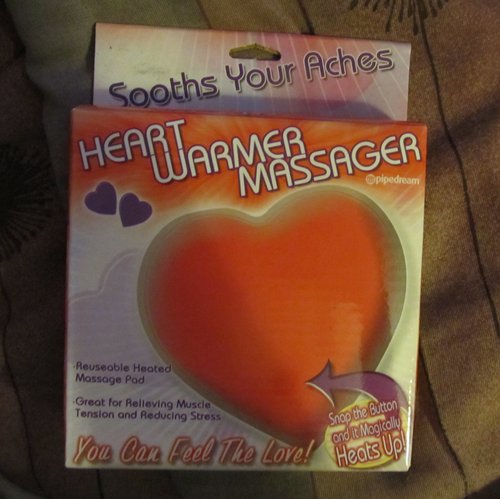 Sooths Your Aches
HEART
WARMER
MASSAGER
pipedream
·Reuseable Heated
Massage Pad
·Great for Relieving Muscle
Tension and Reducing Stress
Snap the Button
and it Magically
Heats Up!
You Can Feel The Love!